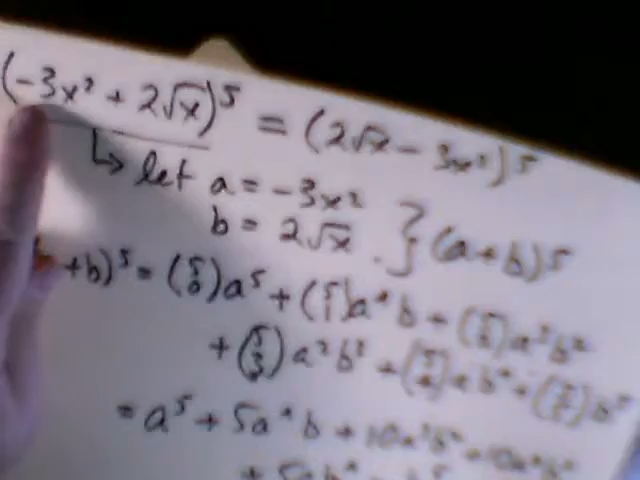 (-3x² + 2√x)⁵ = (2√x - 3x²)⁵
↳ let a = -3x²
b = 2√x } (a+b)⁵
+b)⁵ = (5 0)a⁵ + (5 1)a⁴b + (5 2)a³b²
+ (5 3)a²b³ + (5 4)ab⁴ + (5 5)b⁵
= a⁵ + 5a⁴b + 10a³b² + 10a²b³